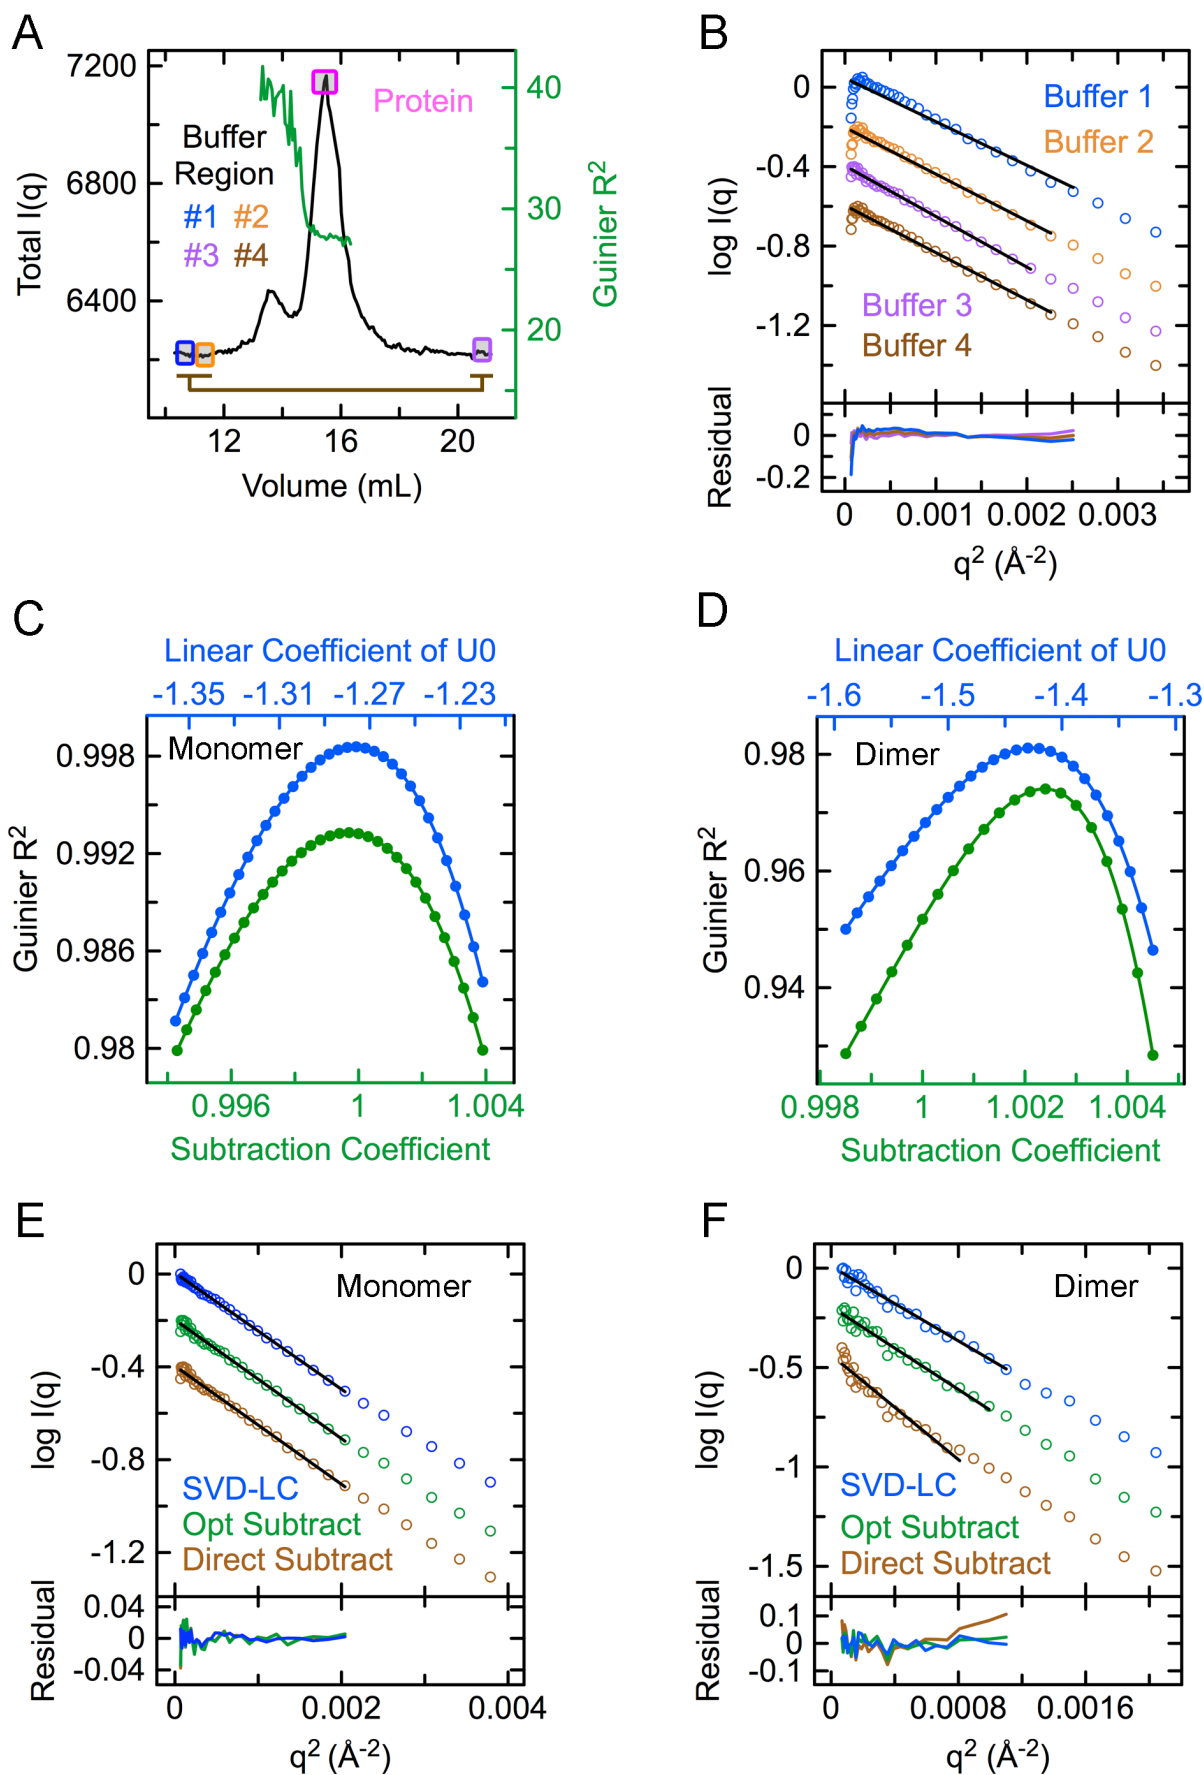 A
7200
6800
6400
Total I(q)
Buffer
Region
#1 #2
#3 #4
Protein
40
30
20
Guinier R²
12 16 20
Volume (mL)
B
0
-0.4
-0.8
-1.2
log I(q)
Buffer 1
Buffer 2
Buffer 3
Buffer 4
Residual
0
-0.2
0 0.001 0.002 0.003
q² (Å⁻²)
C
Linear Coefficient of U0
-1.35 -1.31 -1.27 -1.23
Monomer
0.998
0.992
0.986
0.98
Guinier R²
0.996 1 1.004
Subtraction Coefficient
D
Linear Coefficient of U0
-1.6 -1.5 -1.4 -1.3
Dimer
0.98
0.96
0.94
Guinier R²
0.998 1 1.002 1.004
Subtraction Coefficient
E
Monomer
0
-0.4
-0.8
-1.2
log I(q)
SVD-LC
Opt Subtract
Direct Subtract
Residual
0.04
0
-0.04
0 0.002 0.004
q² (Å⁻²)
F
Dimer
0
-0.5
-1
-1.5
log I(q)
SVD-LC
Opt Subtract
Direct Subtract
Residual
0.1
0
-0.1
0 0.0008 0.0016
q² (Å⁻²)